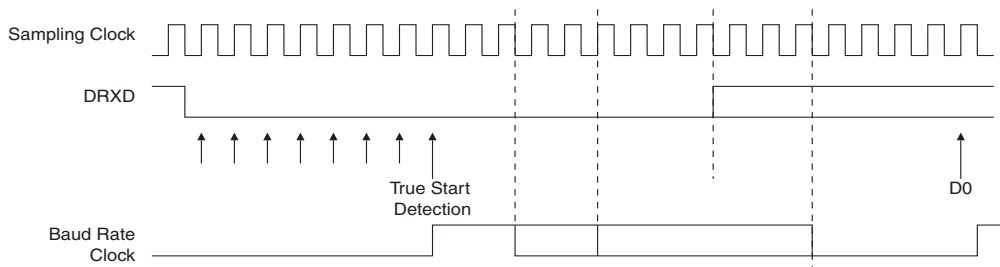 Sampling Clock
DRXD
True Start
Detection
D0
Baud Rate
Clock